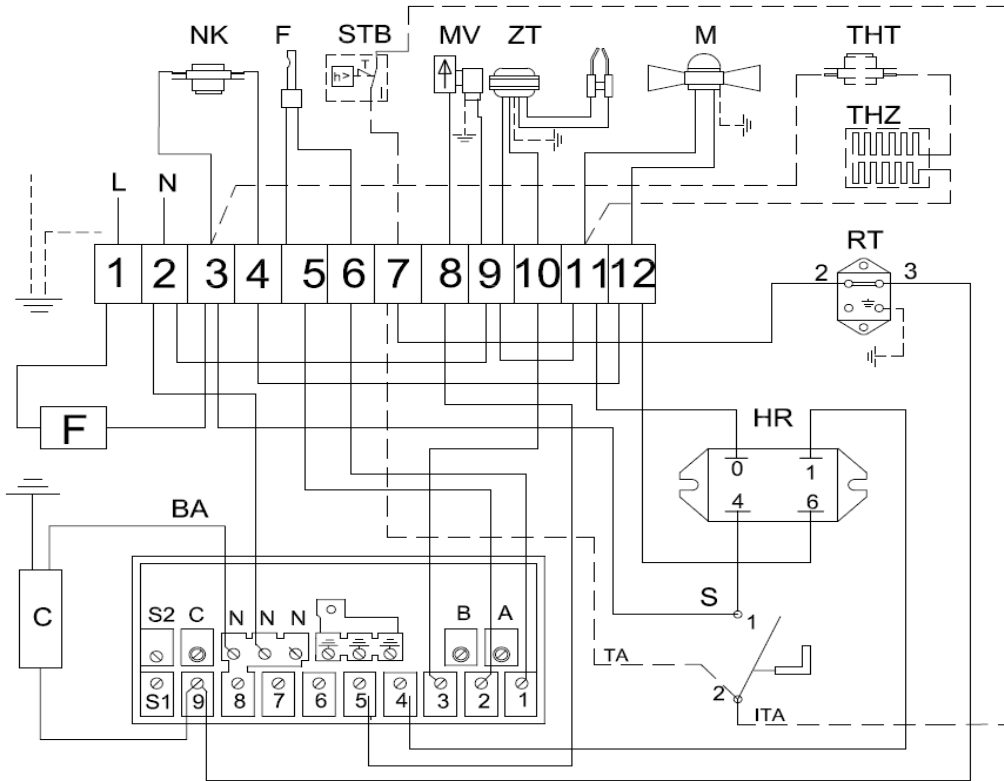 NK F STB MV ZT M THT
T
h>
I
THZ
L N
RT
1 2 3 4 5 6 7 8 9 10 11 12
2 3
F
HR
0 1
4 6
BA
C
S2 C N N N B A
S
1
TA
2
ITA
S1 9 8 7 6 5 4 3 2 1